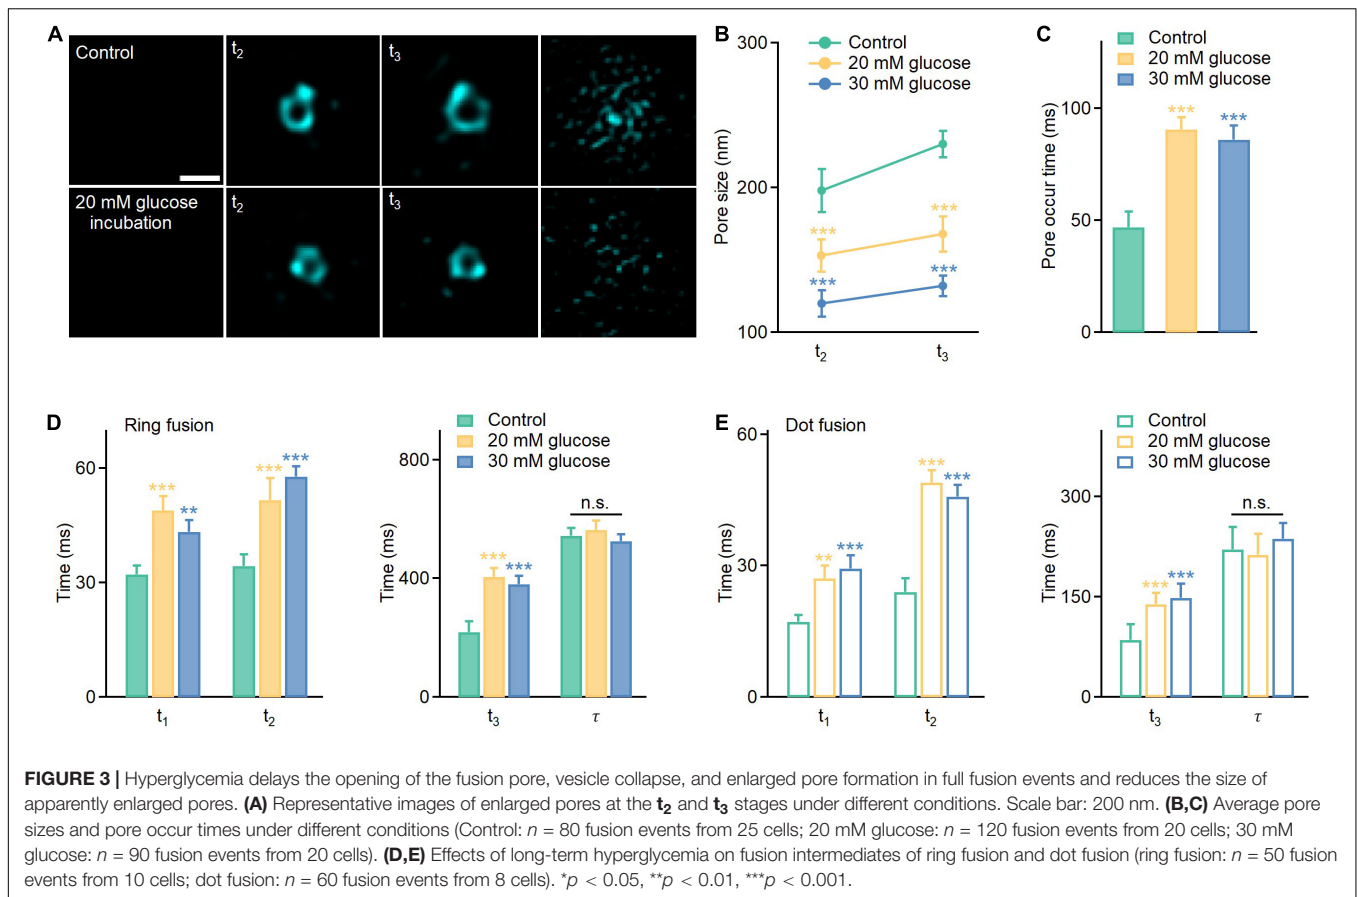 A
Control
t2
t3
20 mM glucose
incubation
t2
t3
B
Control
20 mM glucose
30 mM glucose
300
200
100
Pore size (nm)
***
***
***
***
t2
t3
C
Control
20 mM glucose
30 mM glucose
100
50
0
Pore occur time (ms)
***
***
D
Ring fusion
60
30
0
Time (ms)
***
**
***
***
t1
t2
Control
20 mM glucose
30 mM glucose
800
400
0
Time (ms)
***
***
n.s.
t3
τ
E
Dot fusion
60
30
0
Time (ms)
**
***
***
***
t1
t2
Control
20 mM glucose
30 mM glucose
300
150
0
Time (ms)
***
***
n.s.
t3
τ
FIGURE 3 | Hyperglycemia delays the opening of the fusion pore, vesicle collapse, and enlarged pore formation in full fusion events and reduces the size of
apparently enlarged pores. (A) Representative images of enlarged pores at the t2 and t3 stages under different conditions. Scale bar: 200 nm. (B,C) Average pore
sizes and pore occur times under different conditions (Control: n = 80 fusion events from 25 cells; 20 mM glucose: n = 120 fusion events from 20 cells; 30 mM
glucose: n = 90 fusion events from 20 cells). (D,E) Effects of long-term hyperglycemia on fusion intermediates of ring fusion and dot fusion (ring fusion: n = 50 fusion
events from 10 cells; dot fusion: n = 60 fusion events from 8 cells). *p < 0.05, **p < 0.01, ***p < 0.001.